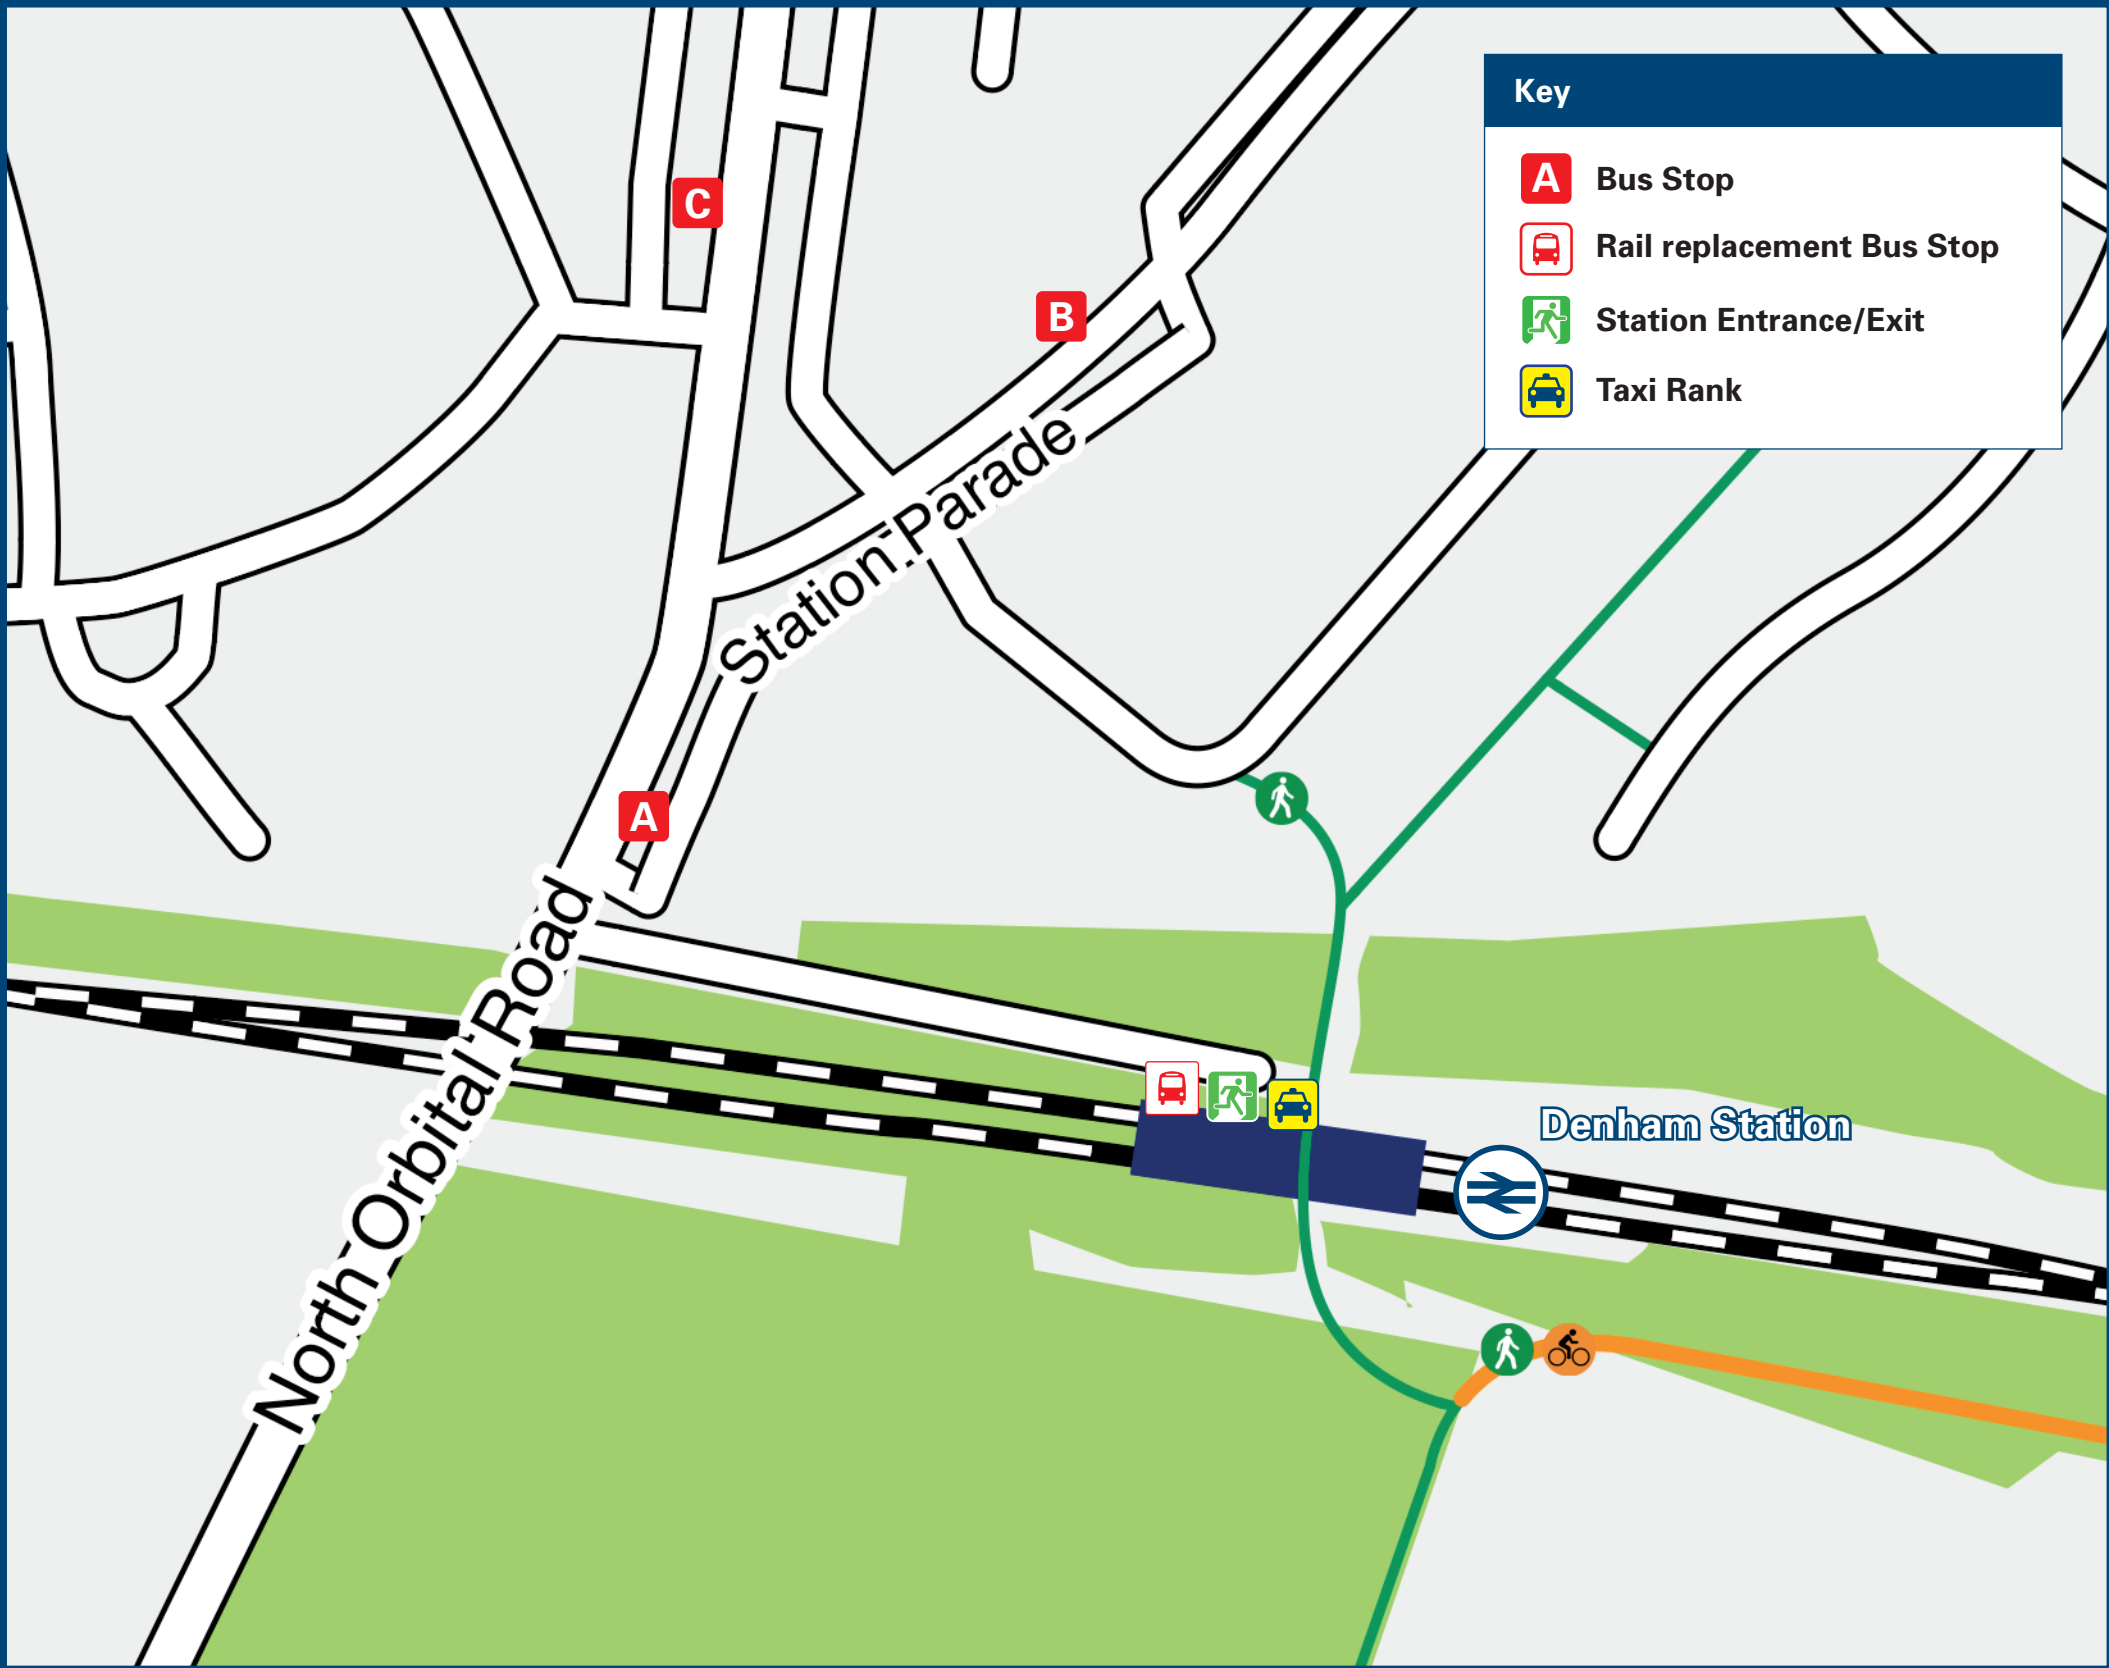 Key
A Bus Stop
Rail replacement Bus Stop
Station Entrance/Exit
Taxi Rank
C
B
Station Parade
A
North Orbital Road
Denham Station